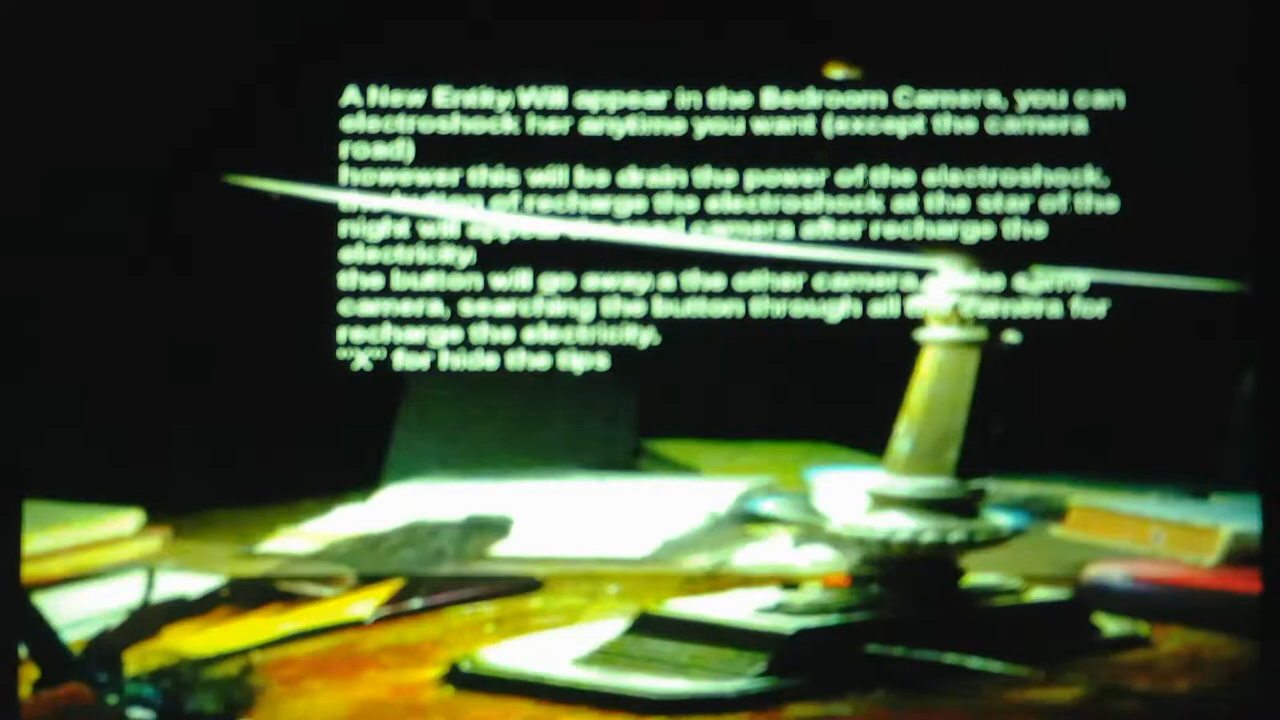 A New Entity Will appear in the Bedroom Camera, you can
electroshock her anytime you want (except the camera
road)
however this will be drain the power of the electroshock.
of recharge the electroshock at the star of the
night will camera after recharge the
electricity.
the button will go away a the other camera
camera, searching the button through all camera for
recharge the electricity.
"X" for hide the tips